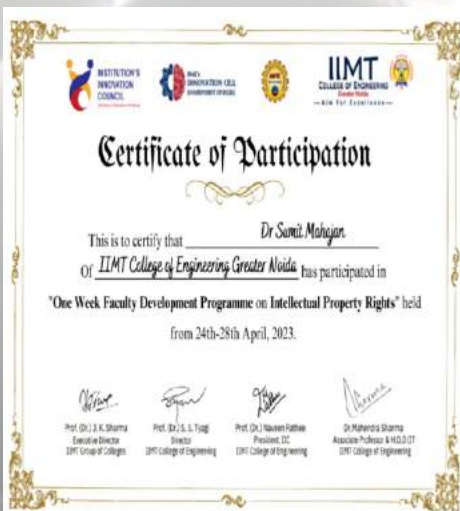 INSTITUTION'S
INNOVATION
COUNCIL
INNOVATION CELL
IIMT
COLLEGE OF ENGINEERING
Greater Noida
Aim For Excellence
Certificate of Participation
This is to certify that Dr Sumit Mahajan
Of IIMT College of Engineering Greater Noida has participated in
"One Week Faculty Development Programme on Intellectual Property Rights" held
from 24th-28th April, 2023.
Prof. (Dr.) J. K. Sharma
Executive Director
IIMT Group of Colleges
Prof. (Dr.) S. S. Tyagi
Director
IIMT College of Engineering
Prof. (Dr.) Naveen Rathee
President, IIC
IIMT College of Engineering
Dr. Mahendra Sharma
Associate Professor & H.O.D IT
IIMT College of Engineering